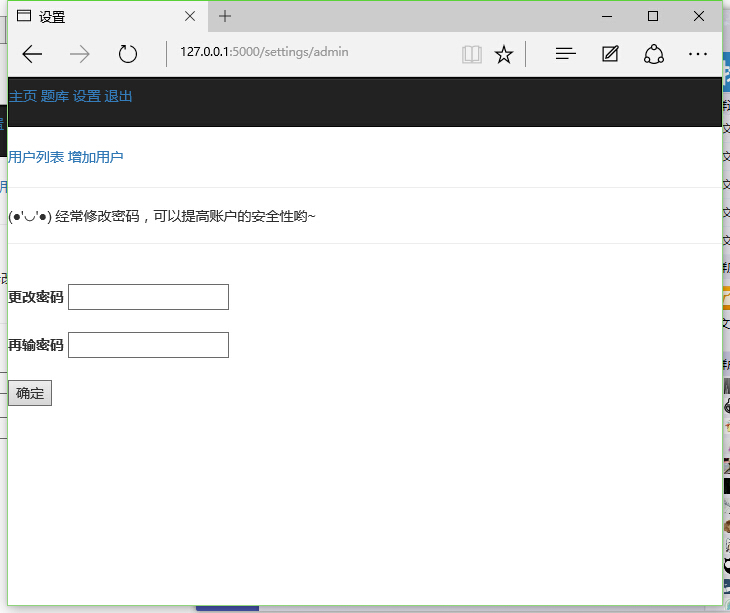 设置
127.0.0.1:5000/settings/admin
主页 题库 设置 退出
用户列表 增加用户
(●'◡'●) 经常修改密码，可以提高账户的安全性哟~
更改密码
再输密码
确定